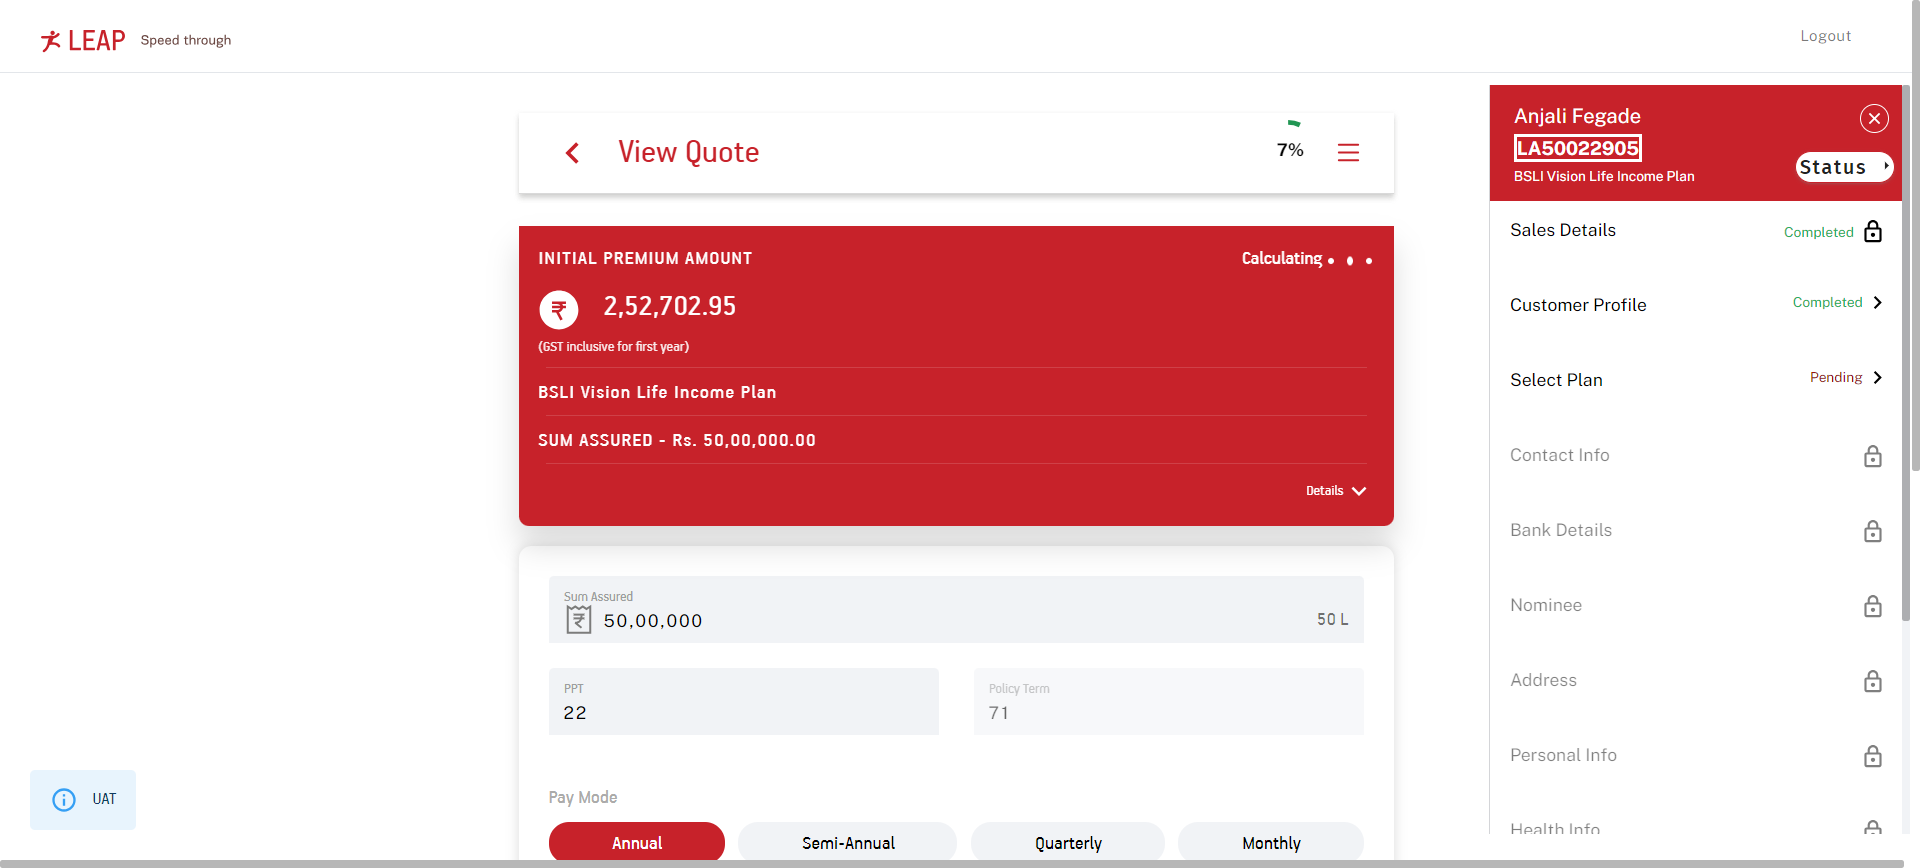 LEAP Speed through
Logout
View Quote
7%
INITIAL PREMIUM AMOUNT
Calculating
₹ 2,52,702.95
(GST inclusive for first year)
BSLI Vision Life Income Plan
SUM ASSURED - Rs. 50,00,000.00
Details
Sum Assured
₹ 50,00,000
50 L
PPT
22
Policy Term
71
Pay Mode
Annual
Semi-Annual
Quarterly
Monthly
UAT
Anjali Fegade
LA50022905
Status
BSLI Vision Life Income Plan
Sales Details
Completed
Customer Profile
Completed
Select Plan
Pending
Contact Info
Bank Details
Nominee
Address
Personal Info
Health Info